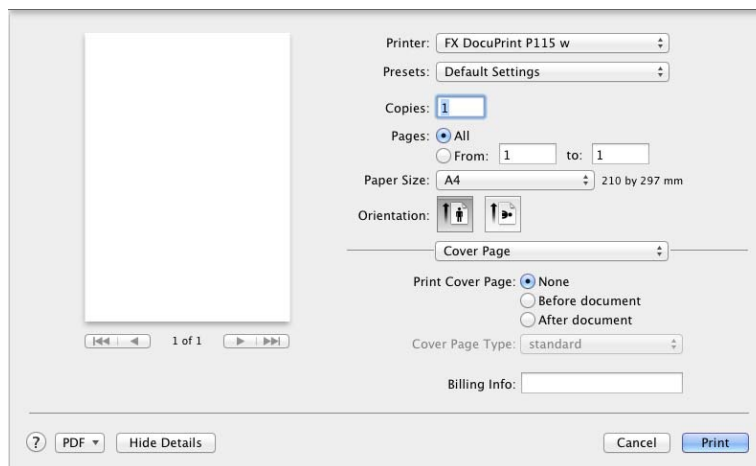 Printer: FX DocuPrint P115 w
Presets: Default Settings
Copies: 1
Pages: All
From: 1 to: 1
Paper Size: A4 210 by 297 mm
Orientation:
Cover Page
Print Cover Page: None
Before document
After document
Cover Page Type: standard
Billing Info:
1 of 1
? PDF Hide Details Cancel Print